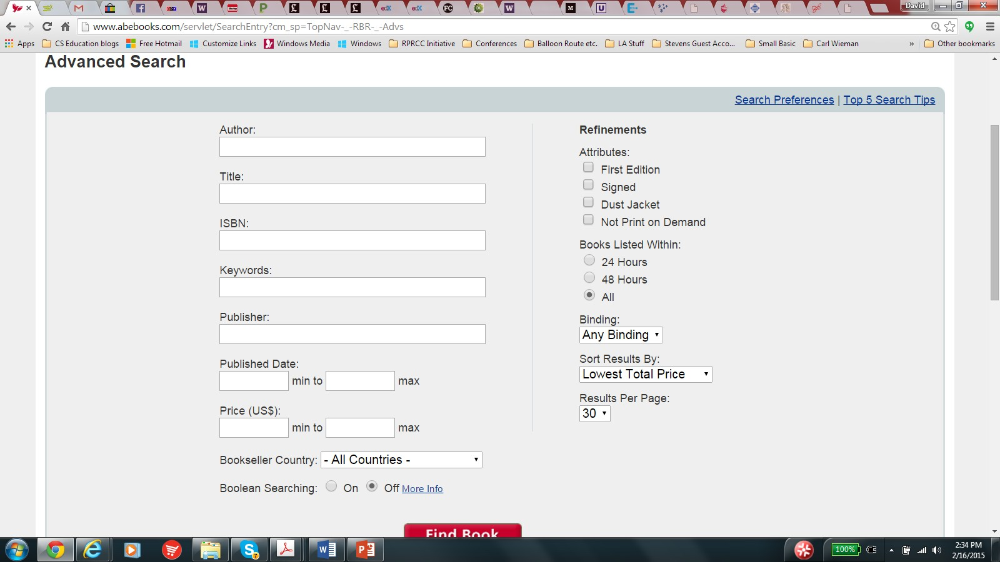 David
www.abebooks.com/servlet/SearchEntry?cm_sp=TopNav-_-RBR-_-Advs
Apps CS Education blogs Free Hotmail Customize Links Windows Media Windows RPRCC Initiative Conferences Balloon Route etc. LA Stuff Stevens Guest Acco... Small Basic Carl Wieman » Other bookmarks
Advanced Search
Search Preferences | Top 5 Search Tips
Author:
Title:
ISBN:
Keywords:
Publisher:
Published Date:
min to max
Price (US$):
min to max
Bookseller Country: - All Countries -
Boolean Searching: On Off More Info
Refinements
Attributes:
First Edition
Signed
Dust Jacket
Not Print on Demand
Books Listed Within:
24 Hours
48 Hours
All
Binding:
Any Binding
Sort Results By:
Lowest Total Price
Results Per Page:
30
Find Book
100%
2:34 PM
2/16/2015